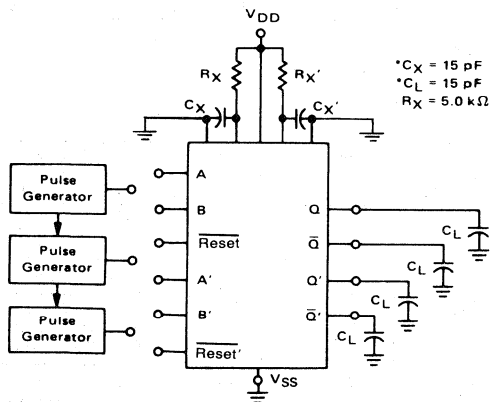 VDD
RX
RX'
*CX = 15 pF
*CL = 15 pF
RX = 5.0 kΩ
CX
CX'
Pulse
Generator
A
B
Q
CL
Reset
Q̅
CL
Pulse
Generator
A'
Q'
CL
B'
Q̅'
CL
Pulse
Generator
Reset'
VSS